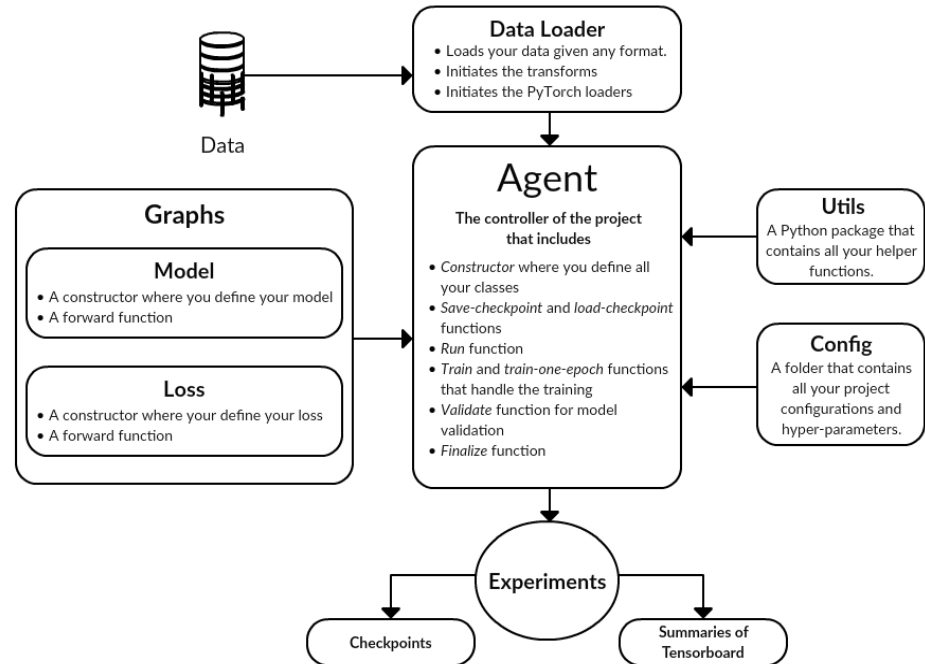 Data Loader
• Loads your data given any format.
• Initiates the transforms
• Initiates the PyTorch loaders
Data
Agent
The controller of the project
that includes
• Constructor where you define all
your classes
• Save-checkpoint and load-checkpoint
functions
• Run function
• Train and train-one-epoch functions
that handle the training
• Validate function for model
validation
• Finalize function
Graphs
Model
• A constructor where you define your model
• A forward function
Loss
• A constructor where your define your loss
• A forward function
Utils
A Python package that
contains all your helper
functions.
Config
A folder that contains
all your project
configurations and
hyper-parameters.
Experiments
Checkpoints
Summaries of
Tensorboard